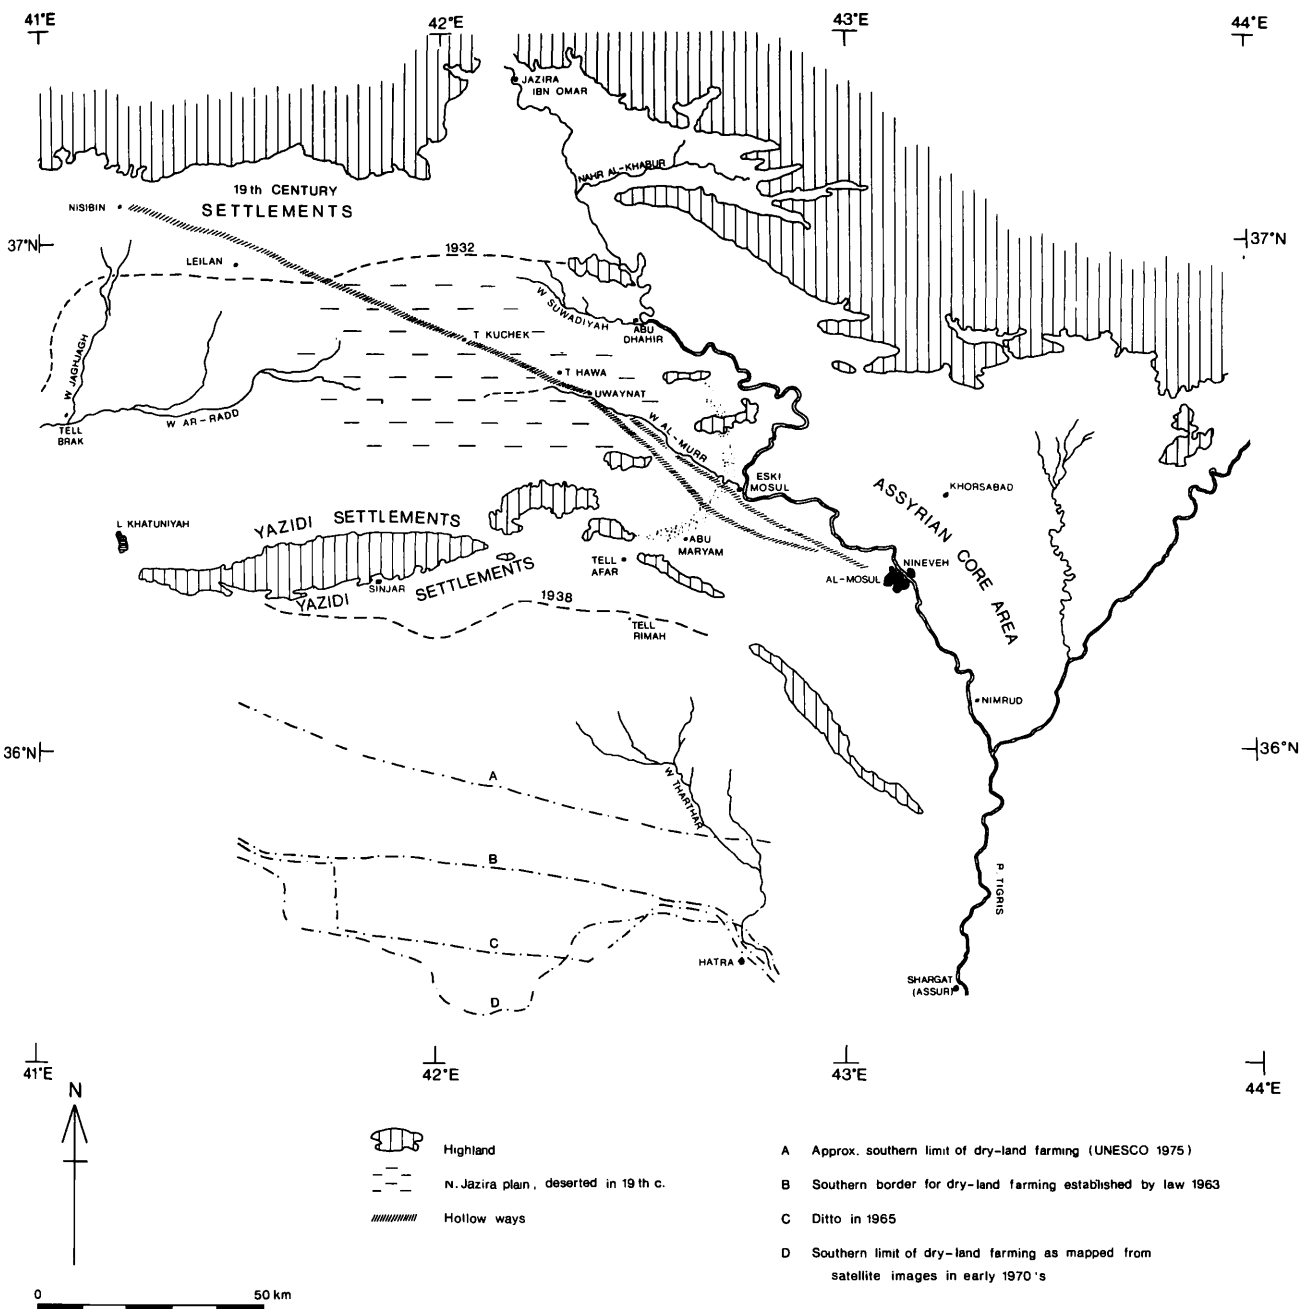 41°E
42°E
43°E
44°E
JAZIRA
IBN OMAR
NAHR AL-KHABUR
19th CENTURY
SETTLEMENTS
NISIBIN
37°N
37°N
1932
LEILAN
W SUWADIYAH
ABU
DHAHIR
T KUCHEK
W JAGHJAGH
T HAWA
UWAYNAT
W AR-RADD
TELL
BRAK
W AL-MURR
ESKI
MOSUL
KHORSABAD
ASSYRIAN CORE AREA
L KHATUNIYAH
YAZIDI SETTLEMENTS
ABU
MARYAM
TELL
AFAR
NINEVEH
AL-MOSUL
SINJAR
YAZIDI SETTLEMENTS
1938
TELL
RIMAH
NIMRUD
36°N
36°N
A
W THARTHAR
B
R. TIGRIS
C
HATRA
D
SHARGAT
(ASSUR)
41°E
42°E
43°E
44°E
N
Highland
N. Jazira plain, deserted in 19th c.
Hollow ways
A Approx. southern limit of dry-land farming (UNESCO 1975)
B Southern border for dry-land farming established by law 1963
C Ditto in 1965
D Southern limit of dry-land farming as mapped from
satellite images in early 1970's
0 50 km